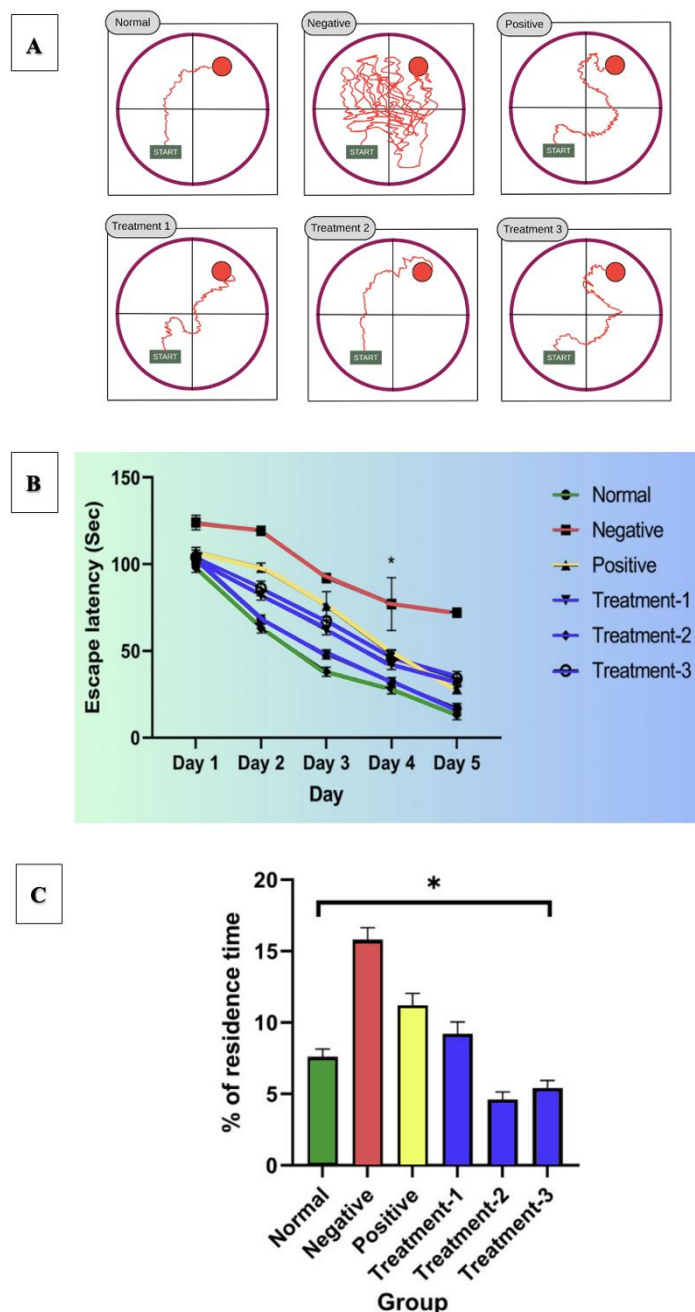 A
Normal
Negative
Positive
START
START
START
Treatment 1
Treatment 2
Treatment 3
START
START
START
B
Escape latency (Sec)
150
100
50
0
*
Day 1 Day 2 Day 3 Day 4 Day 5
Day
Normal
Negative
Positive
Treatment-1
Treatment-2
Treatment-3
C
% of residence time
20
15
10
5
0
*
Normal
Negative
Positive
Treatment-1
Treatment-2
Treatment-3
Group